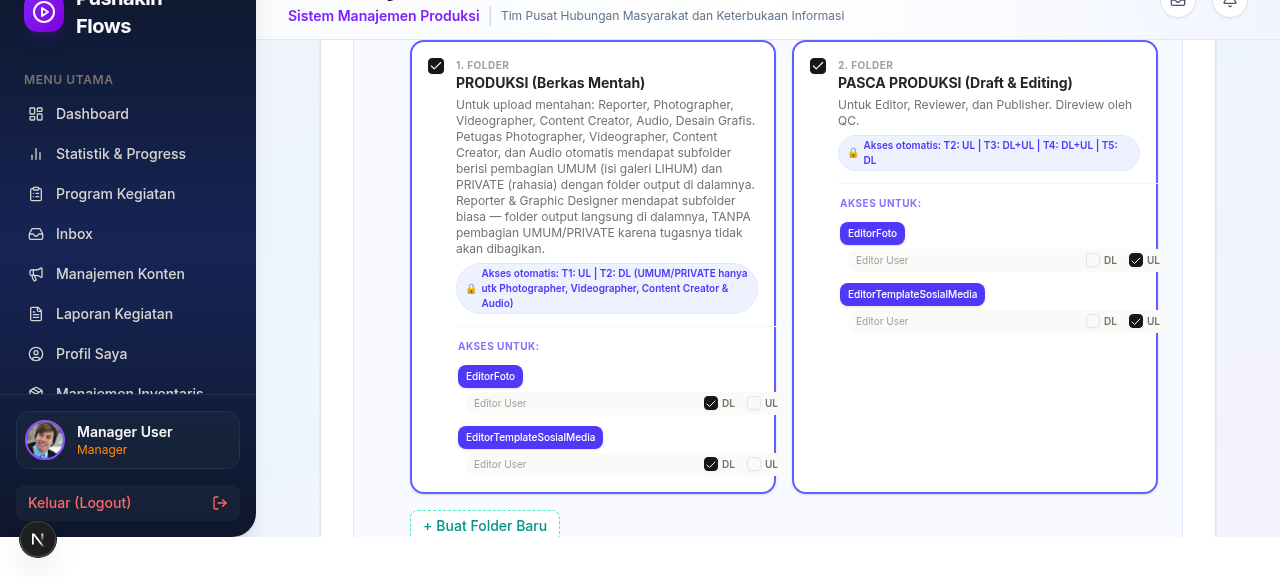 Pushakin
Flows
Sistem Manajemen Produksi
Tim Pusat Hubungan Masyarakat dan Keterbukaan Informasi
MENU UTAMA
Dashboard
Statistik & Progress
Program Kegiatan
Inbox
Manajemen Konten
Laporan Kegiatan
Profil Saya
Manajemen Inventaris
Manager User
Manager
Keluar (Logout)
N
1. FOLDER
PRODUKSI (Berkas Mentah)
Untuk upload mentahan: Reporter, Photographer,
Videographer, Content Creator, Audio, Desain Grafis.
Petugas Photographer, Videographer, Content
Creator, dan Audio otomatis mendapat subfolder
berisi pembagian UMUM (isi galeri LIHUM) dan
PRIVATE (rahasia) dengan folder output di dalamnya.
Reporter & Graphic Designer mendapat subfolder
biasa — folder output langsung di dalamnya, TANPA
pembagian UMUM/PRIVATE karena tugasnya tidak
akan dibagikan.
Akses otomatis: T1: UL | T2: DL (UMUM/PRIVATE hanya
utk Photographer, Videographer, Content Creator &
Audio)
AKSES UNTUK:
EditorFoto
Editor User DL UL
EditorTemplateSosialMedia
Editor User DL UL
2. FOLDER
PASCA PRODUKSI (Draft & Editing)
Untuk Editor, Reviewer, dan Publisher. Direview oleh
QC.
Akses otomatis: T2: UL | T3: DL+UL | T4: DL+UL | T5:
DL
AKSES UNTUK:
EditorFoto
Editor User DL UL
EditorTemplateSosialMedia
Editor User DL UL
+ Buat Folder Baru